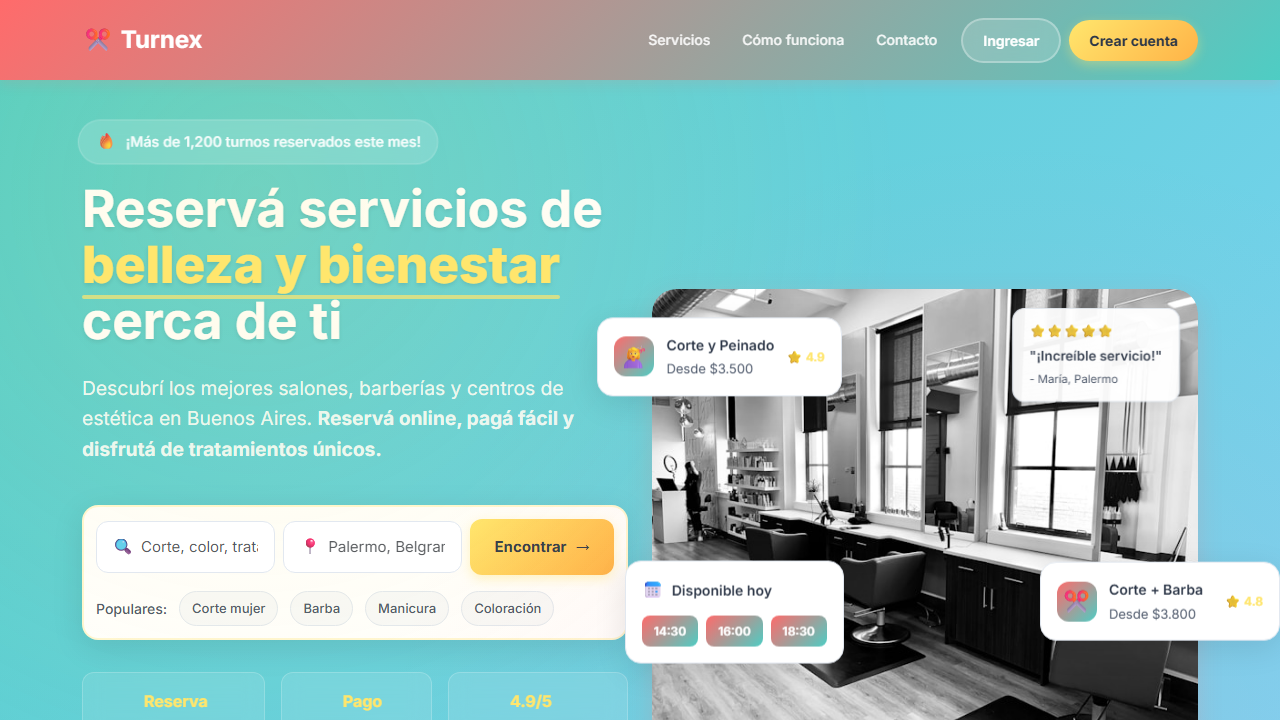 Turnex
Servicios
Cómo funciona
Contacto
Ingresar
Crear cuenta
¡Más de 1,200 turnos reservados este mes!
Reservá servicios de
belleza y bienestar
cerca de ti
Descubrí los mejores salones, barberías y centros de
estética en Buenos Aires. Reservá online, pagá fácil y
disfrutá de tratamientos únicos.
Corte, color, trata
Palermo, Belgran
Encontrar →
Populares:
Corte mujer
Barba
Manicura
Coloración
Reserva
Pago
4.9/5
Corte y Peinado
Desde $3.500
4.9
"¡Increíble servicio!"
- María, Palermo
Disponible hoy
14:30
16:00
18:30
Corte + Barba
Desde $3.800
4.8